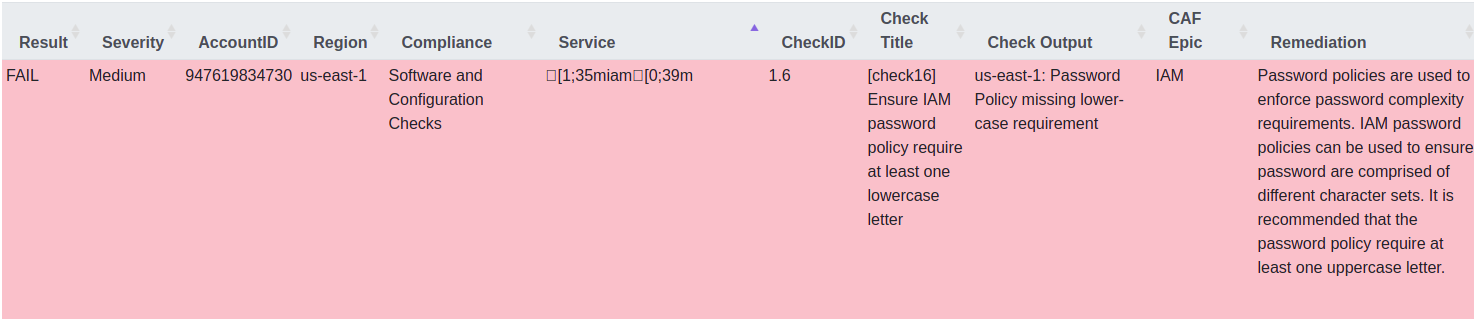 Result Severity AccountID Region Compliance Service CheckID Check Title Check Output CAF Epic Remediation
FAIL
Medium
947619834730
us-east-1
Software and
Configuration
Checks
□[1;35miam□[0;39m
1.6
[check16]
Ensure IAM
password
policy require
at least one
lowercase
letter
us-east-1: Password
Policy missing lower-
case requirement
IAM
Password policies are used to
enforce password complexity
requirements. IAM password
policies can be used to ensure
password are comprised of
different character sets. It is
recommended that the
password policy require at
least one uppercase letter.